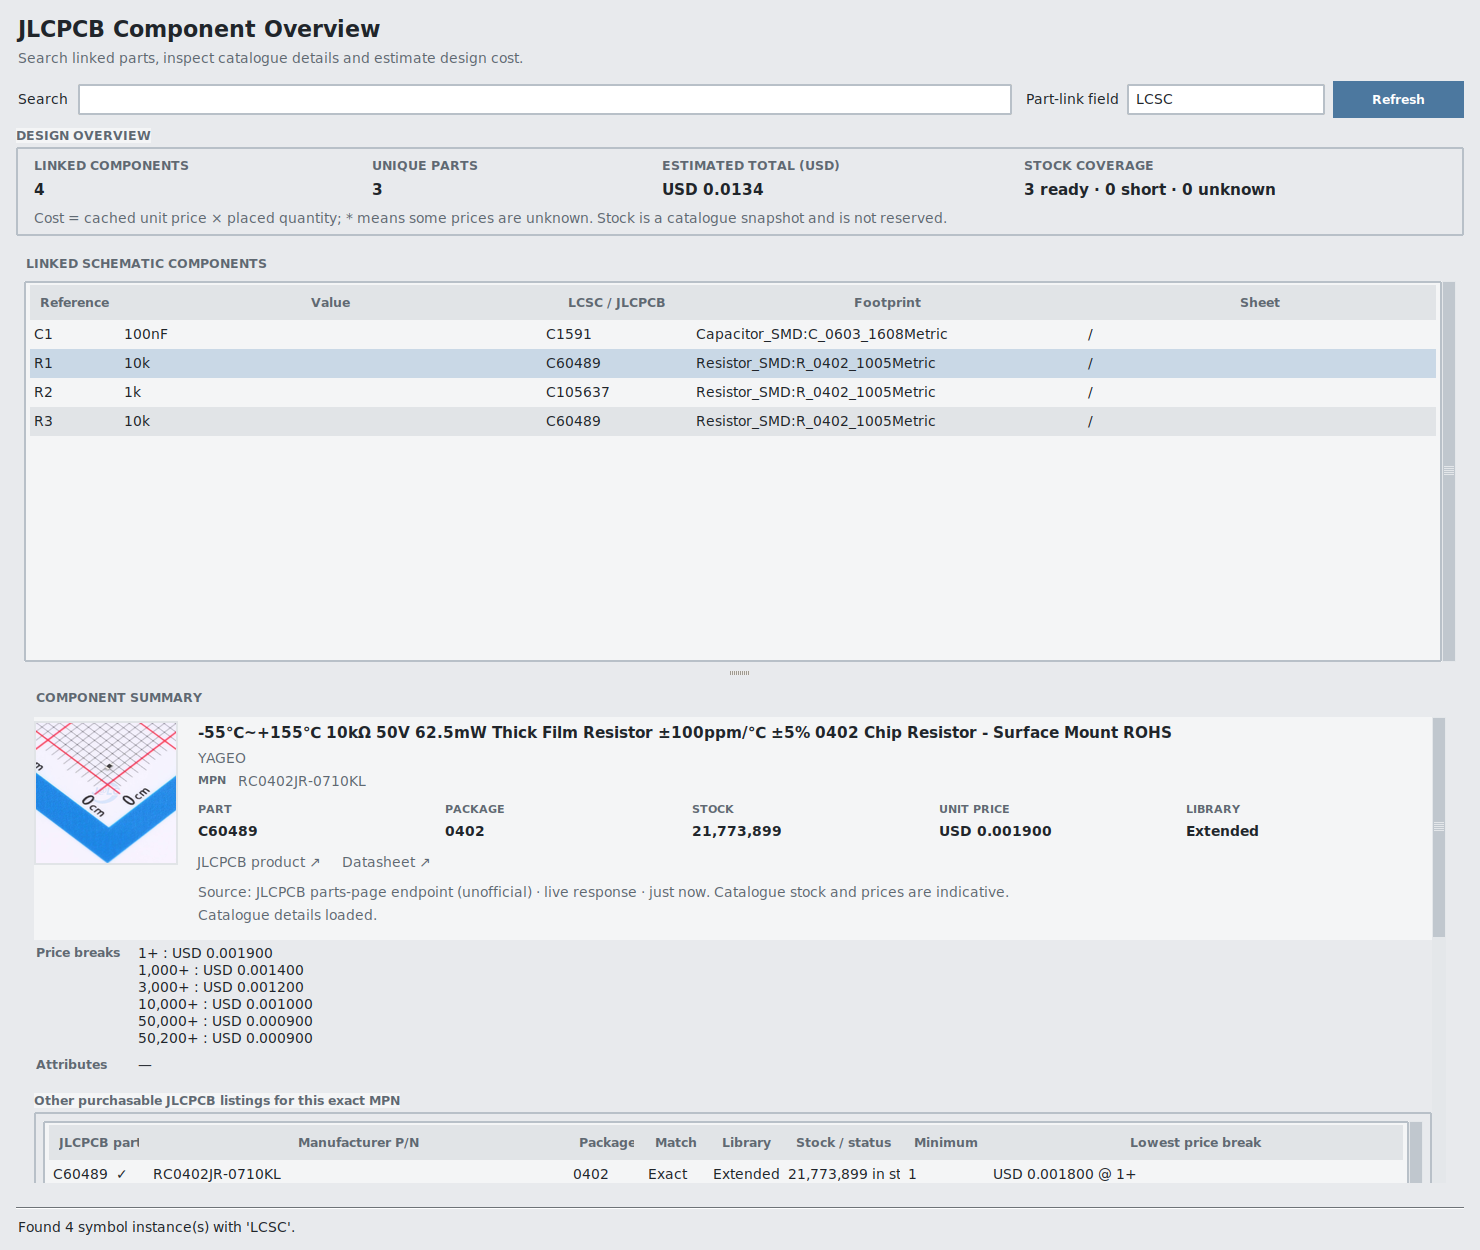 JLCPCB Component Overview
Search linked parts, inspect catalogue details and estimate design cost.
Search Part-link field LCSC Refresh
DESIGN OVERVIEW
LINKED COMPONENTS UNIQUE PARTS ESTIMATED TOTAL (USD) STOCK COVERAGE
4 3 USD 0.0134 3 ready · 0 short · 0 unknown
Cost = cached unit price × placed quantity; * means some prices are unknown. Stock is a catalogue snapshot and is not reserved.
LINKED SCHEMATIC COMPONENTS
Reference Value LCSC / JLCPCB Footprint Sheet
C1 100nF C1591 Capacitor_SMD:C_0603_1608Metric /
R1 10k C60489 Resistor_SMD:R_0402_1005Metric /
R2 1k C105637 Resistor_SMD:R_0402_1005Metric /
R3 10k C60489 Resistor_SMD:R_0402_1005Metric /
COMPONENT SUMMARY
-55℃~+155℃ 10kΩ 50V 62.5mW Thick Film Resistor ±100ppm/℃ ±5% 0402 Chip Resistor - Surface Mount ROHS
YAGEO
MPN RC0402JR-0710KL
0cm 0cm
PART PACKAGE STOCK UNIT PRICE LIBRARY
C60489 0402 21,773,899 USD 0.001900 Extended
JLCPCB product ↗ Datasheet ↗
Source: JLCPCB parts-page endpoint (unofficial) · live response · just now. Catalogue stock and prices are indicative.
Catalogue details loaded.
Price breaks 1+ : USD 0.001900
1,000+ : USD 0.001400
3,000+ : USD 0.001200
10,000+ : USD 0.001000
50,000+ : USD 0.000900
50,200+ : USD 0.000900
Attributes —
Other purchasable JLCPCB listings for this exact MPN
JLCPCB part Manufacturer P/N Package Match Library Stock / status Minimum Lowest price break
C60489 ✓ RC0402JR-0710KL 0402 Exact Extended 21,773,899 in st 1 USD 0.001800 @ 1+
Found 4 symbol instance(s) with 'LCSC'.